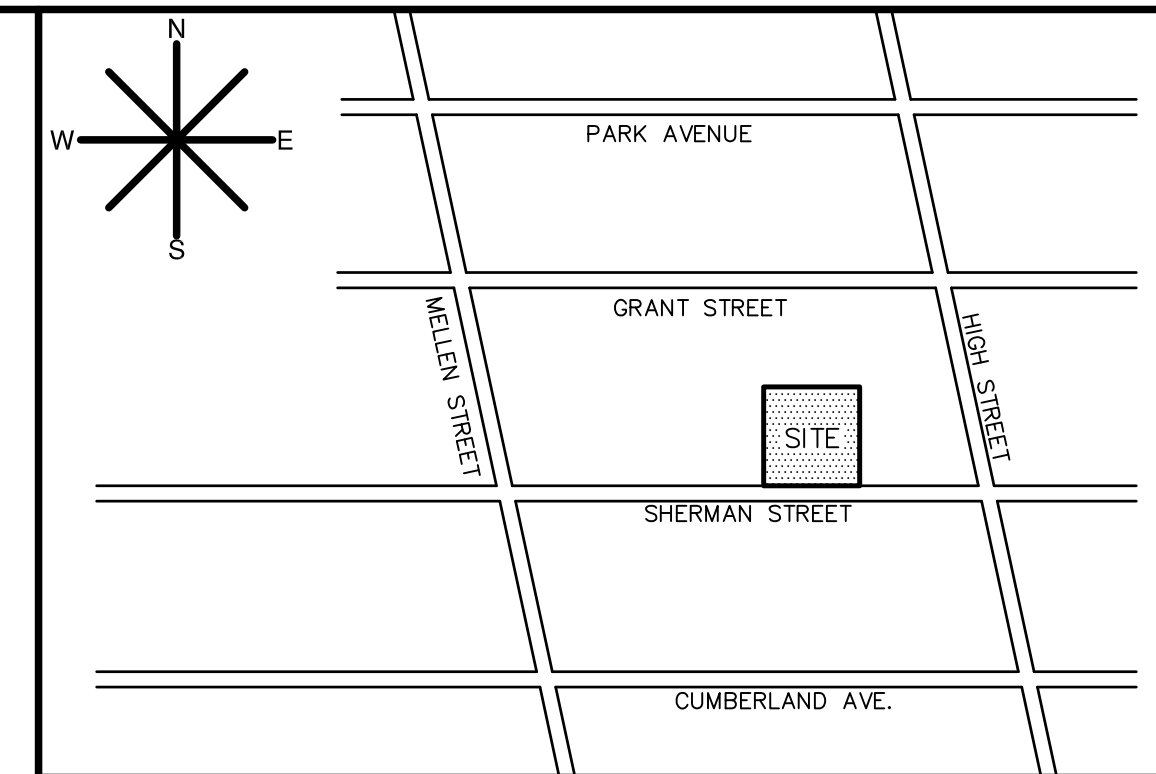 N
W
E
S
PARK AVENUE
GRANT STREET
MELLEN STREET
HIGH STREET
SITE
SHERMAN STREET
CUMBERLAND AVE.